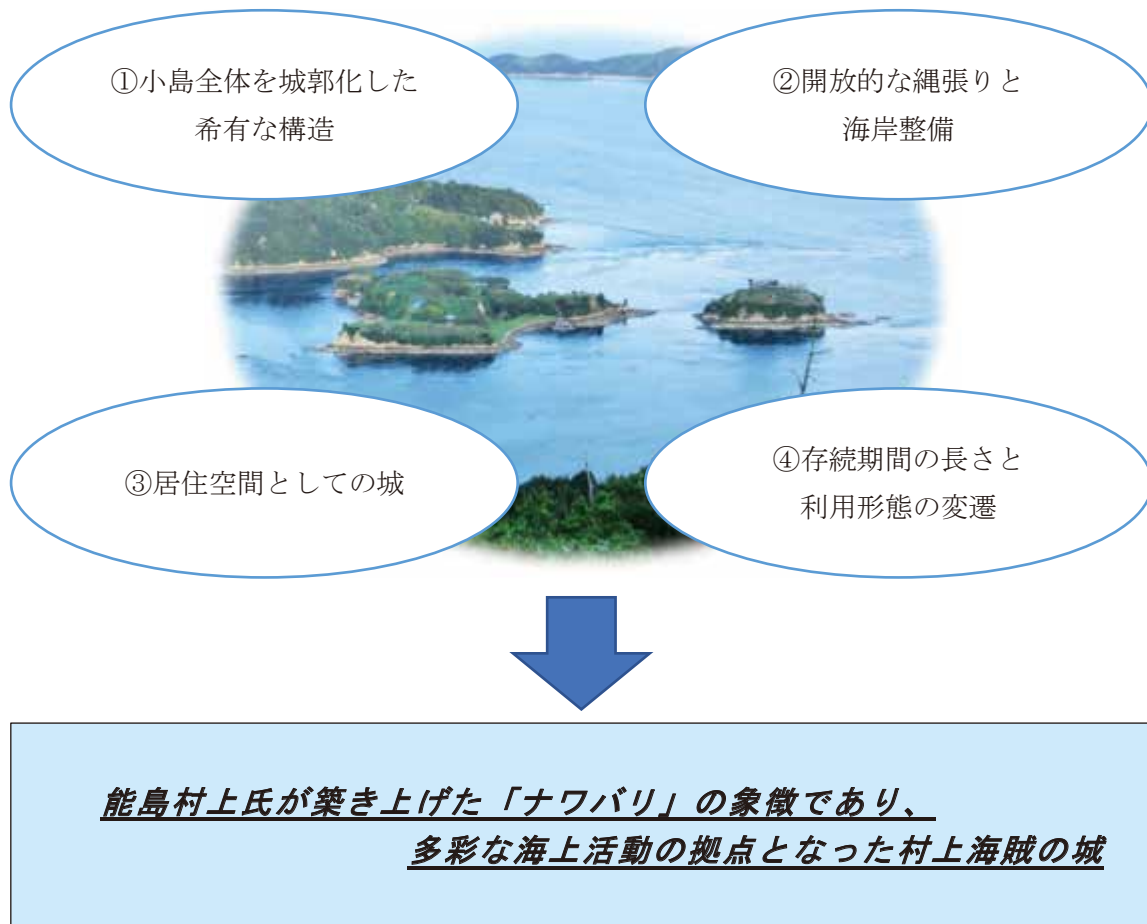 ①小島全体を城郭化した
希有な構造
②開放的な縄張りと
海岸整備
③居住空間としての城
④存続期間の長さと
利用形態の変遷
能島村上氏が築き上げた「ナワバリ」の象徴であり、
多彩な海上活動の拠点となった村上海賊の城